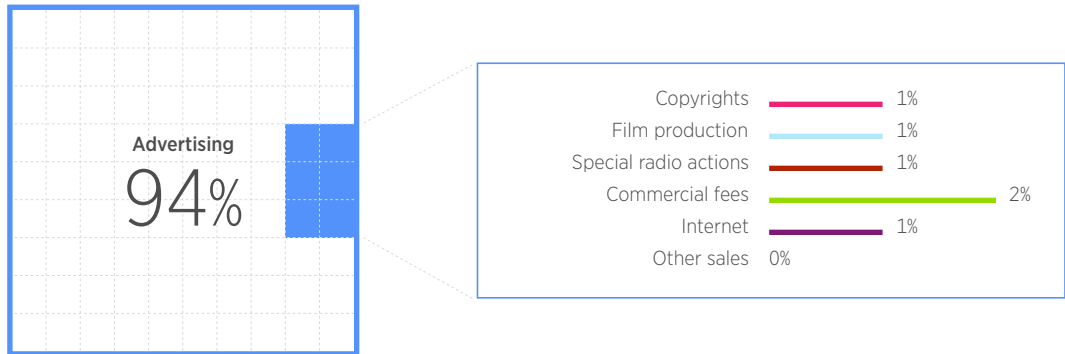 Advertising
94%
Copyrights 1%
Film production 1%
Special radio actions 1%
Commercial fees 2%
Internet 1%
Other sales 0%